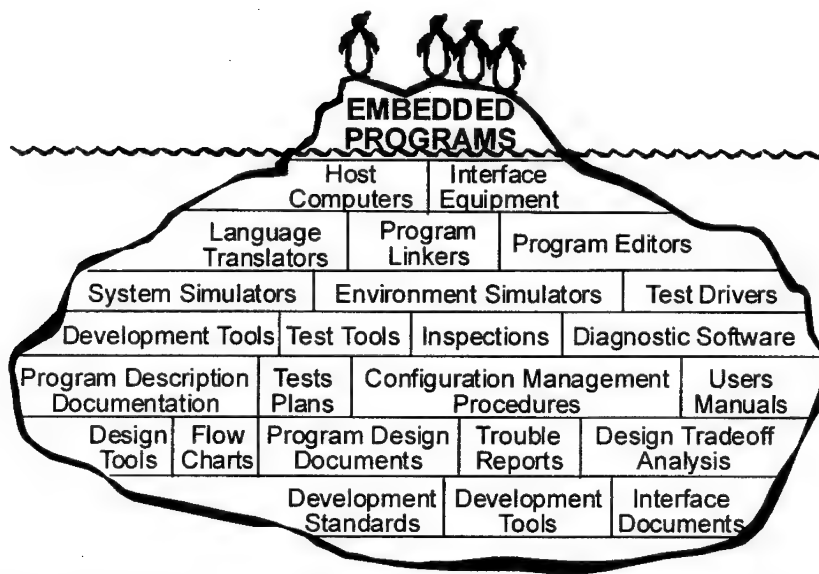 EMBEDDED
PROGRAMS
Host
Computers
Interface
Equipment
Language
Translators
Program
Linkers
Program Editors
System Simulators
Environment Simulators
Test Drivers
Development Tools
Test Tools
Inspections
Diagnostic Software
Program Description
Documentation
Tests
Plans
Configuration Management
Procedures
Users
Manuals
Design
Tools
Flow
Charts
Program Design
Documents
Trouble
Reports
Design Tradeoff
Analysis
Development
Standards
Development
Tools
Interface
Documents